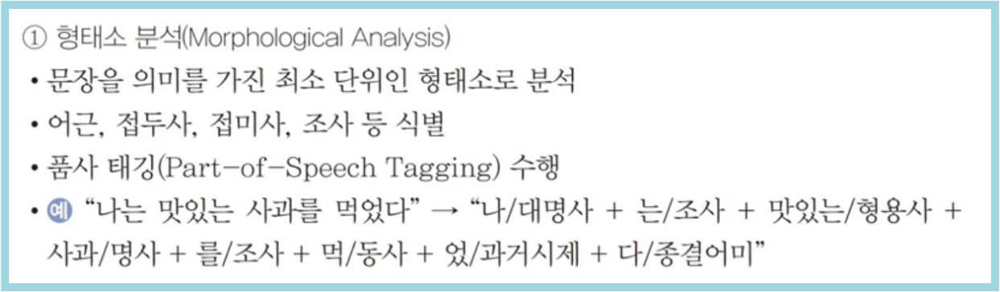 ① 형태소 분석(Morphological Analysis)
• 문장을 의미를 가진 최소 단위인 형태소로 분석
• 어근, 접두사, 접미사, 조사 등 식별
• 품사 태깅(Part-of-Speech Tagging) 수행
• 예 “나는 맛있는 사과를 먹었다” → “나/대명사 + 는/조사 + 맛있는/형용사 +
사과/명사 + 를/조사 + 먹/동사 + 었/과거시제 + 다/종결어미”